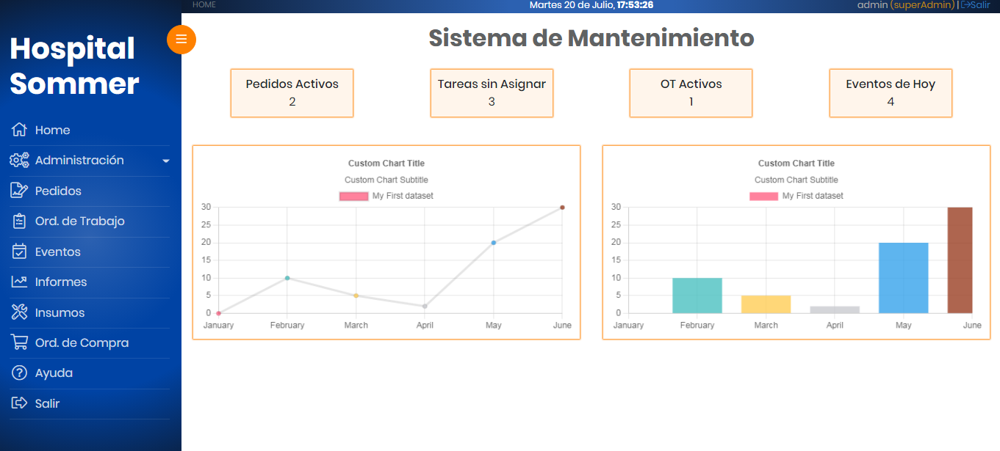 HOME
Martes 20 de Julio, 17:53:26
admin (superAdmin) | Salir
Hospital
Sommer
Home
Administración
Pedidos
Ord. de Trabajo
Eventos
Informes
Insumos
Ord. de Compra
Ayuda
Salir
Sistema de Mantenimiento
Pedidos Activos
2
Tareas sin Asignar
3
OT Activos
1
Eventos de Hoy
4
Custom Chart Title
Custom Chart Subtitle
My First dataset
30
25
20
15
10
5
0
January February March April May June
Custom Chart Title
Custom Chart Subtitle
My First dataset
30
25
20
15
10
5
0
January February March April May June